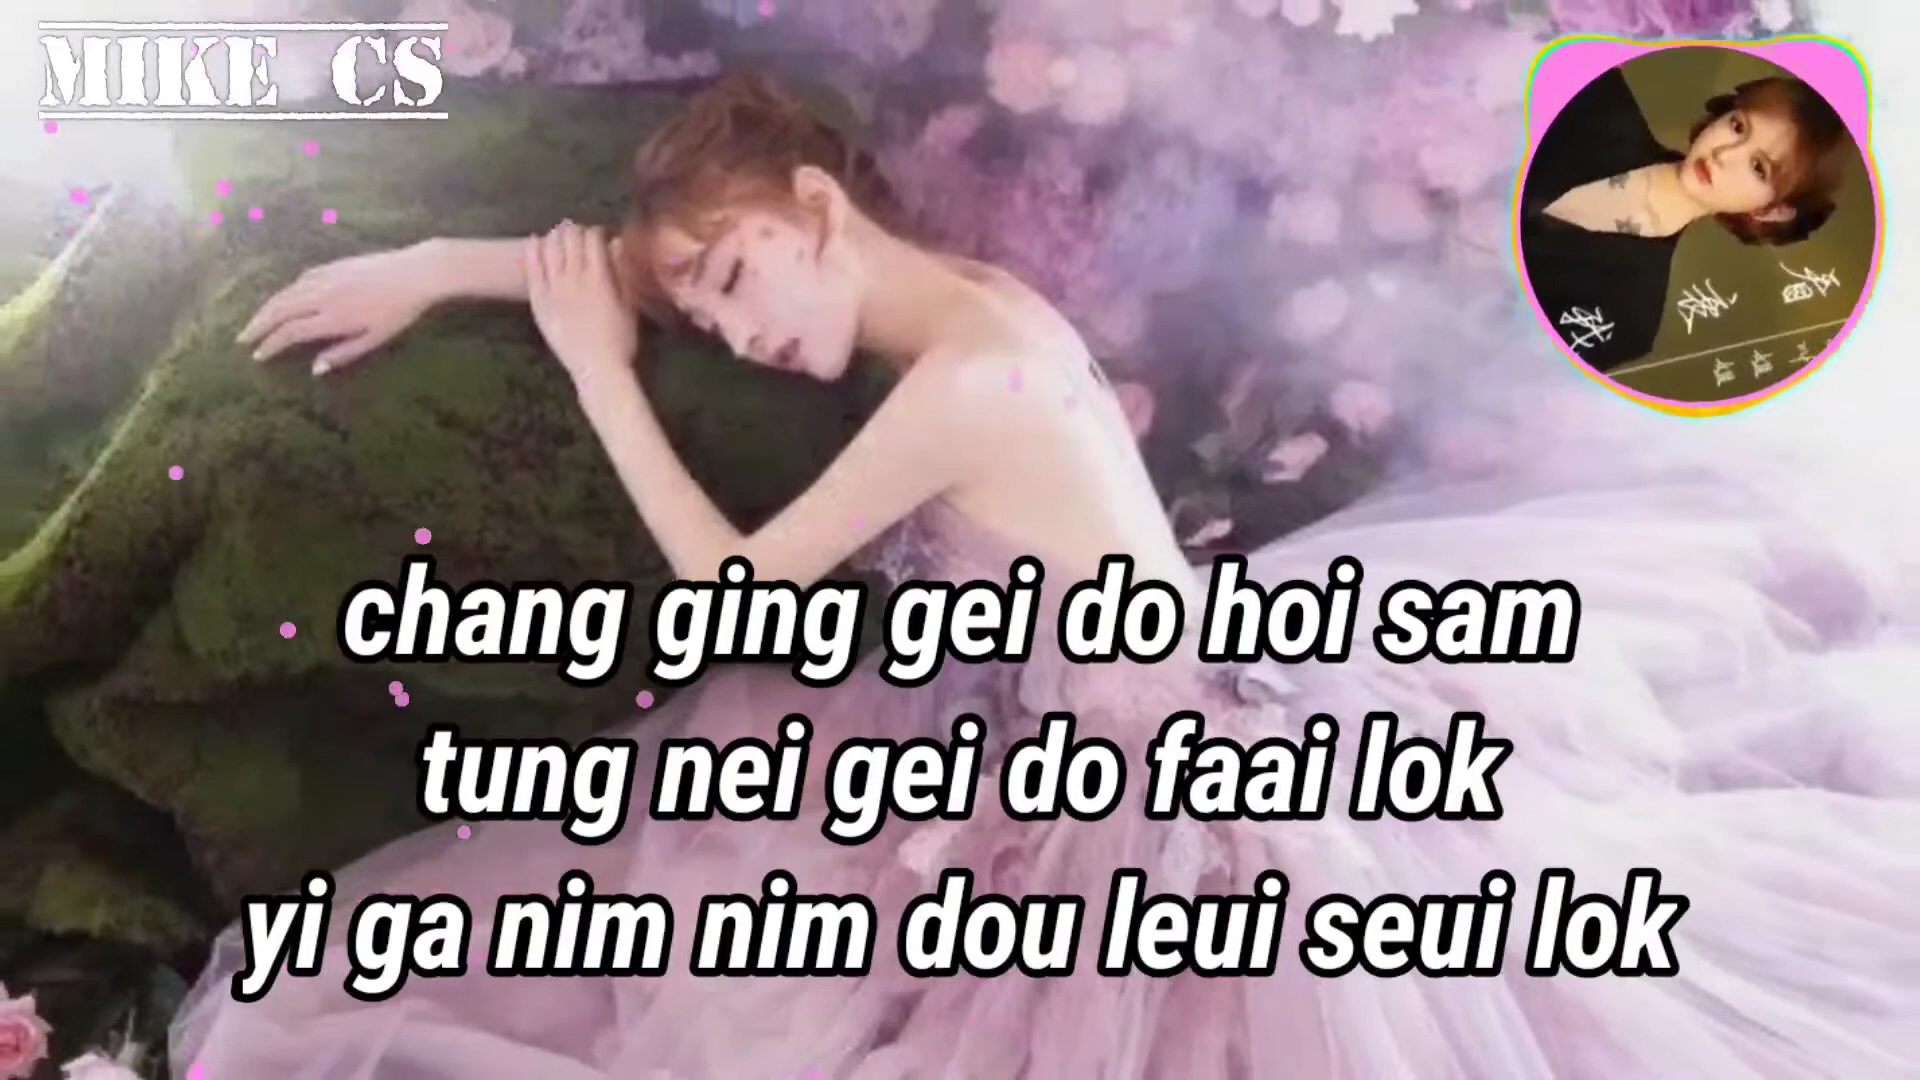 MIKE CS
chang ging gei do hoi sam
tung nei gei do faai lok
yi ga nim nim dou leui seui lok